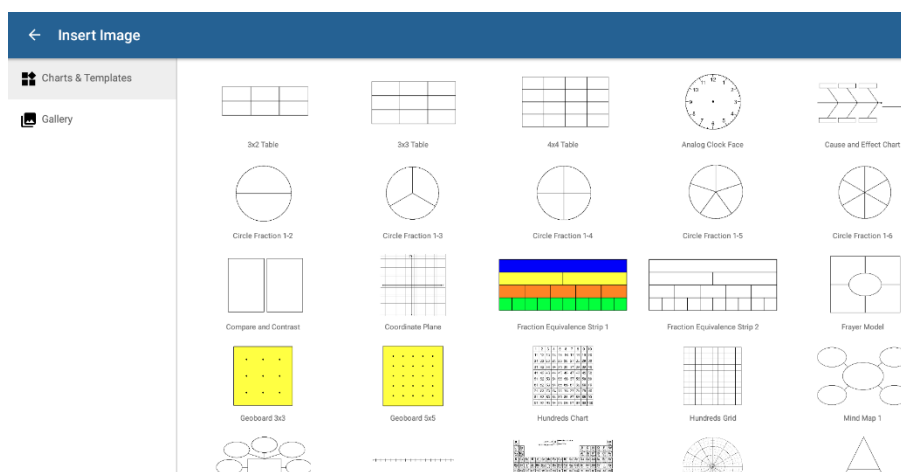 Insert Image
Charts & Templates
Gallery
3x2 Table
3x3 Table
4x4 Table
Analog Clock Face
Cause and Effect Chart
Circle Fraction 1-2
Circle Fraction 1-3
Circle Fraction 1-4
Circle Fraction 1-5
Circle Fraction 1-6
Compare and Contrast
Coordinate Plane
Fraction Equivalence Strip 1
Fraction Equivalence Strip 2
Frayer Model
Geoboard 3x3
Geoboard 5x5
Hundreds Chart
Hundreds Grid
Mind Map 1